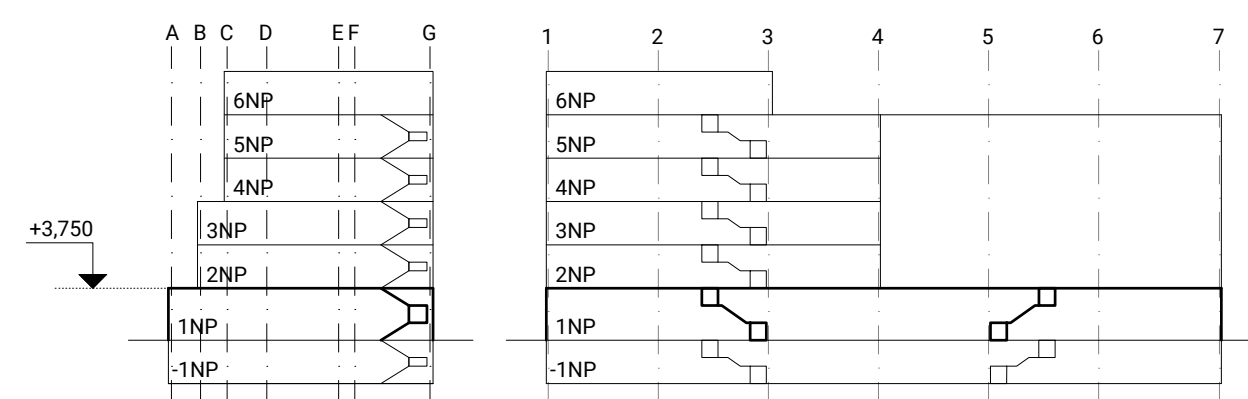 A B C D E F G
1 2 3 4 5 6 7
6NP 6NP
5NP 5NP
4NP 4NP
+3,750
3NP 3NP
2NP 2NP
1NP 1NP
-1NP -1NP